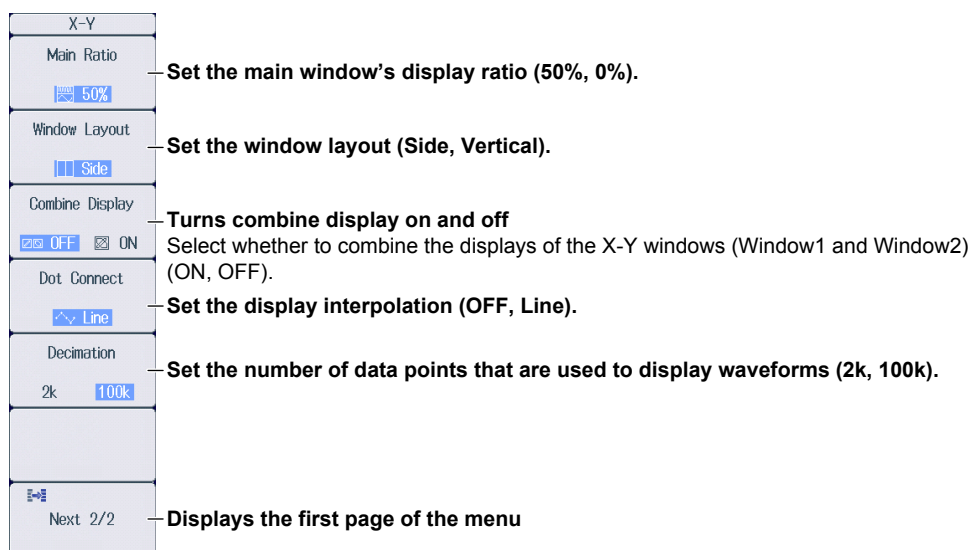 X-Y
Main Ratio
50%
Set the main window's display ratio (50%, 0%).
Window Layout
Side
Set the window layout (Side, Vertical).
Combine Display
OFF ON
Turns combine display on and off
Select whether to combine the displays of the X-Y windows (Window1 and Window2)
(ON, OFF).
Dot Connect
Line
Set the display interpolation (OFF, Line).
Decimation
2k 100k
Set the number of data points that are used to display waveforms (2k, 100k).
Next 2/2
Displays the first page of the menu